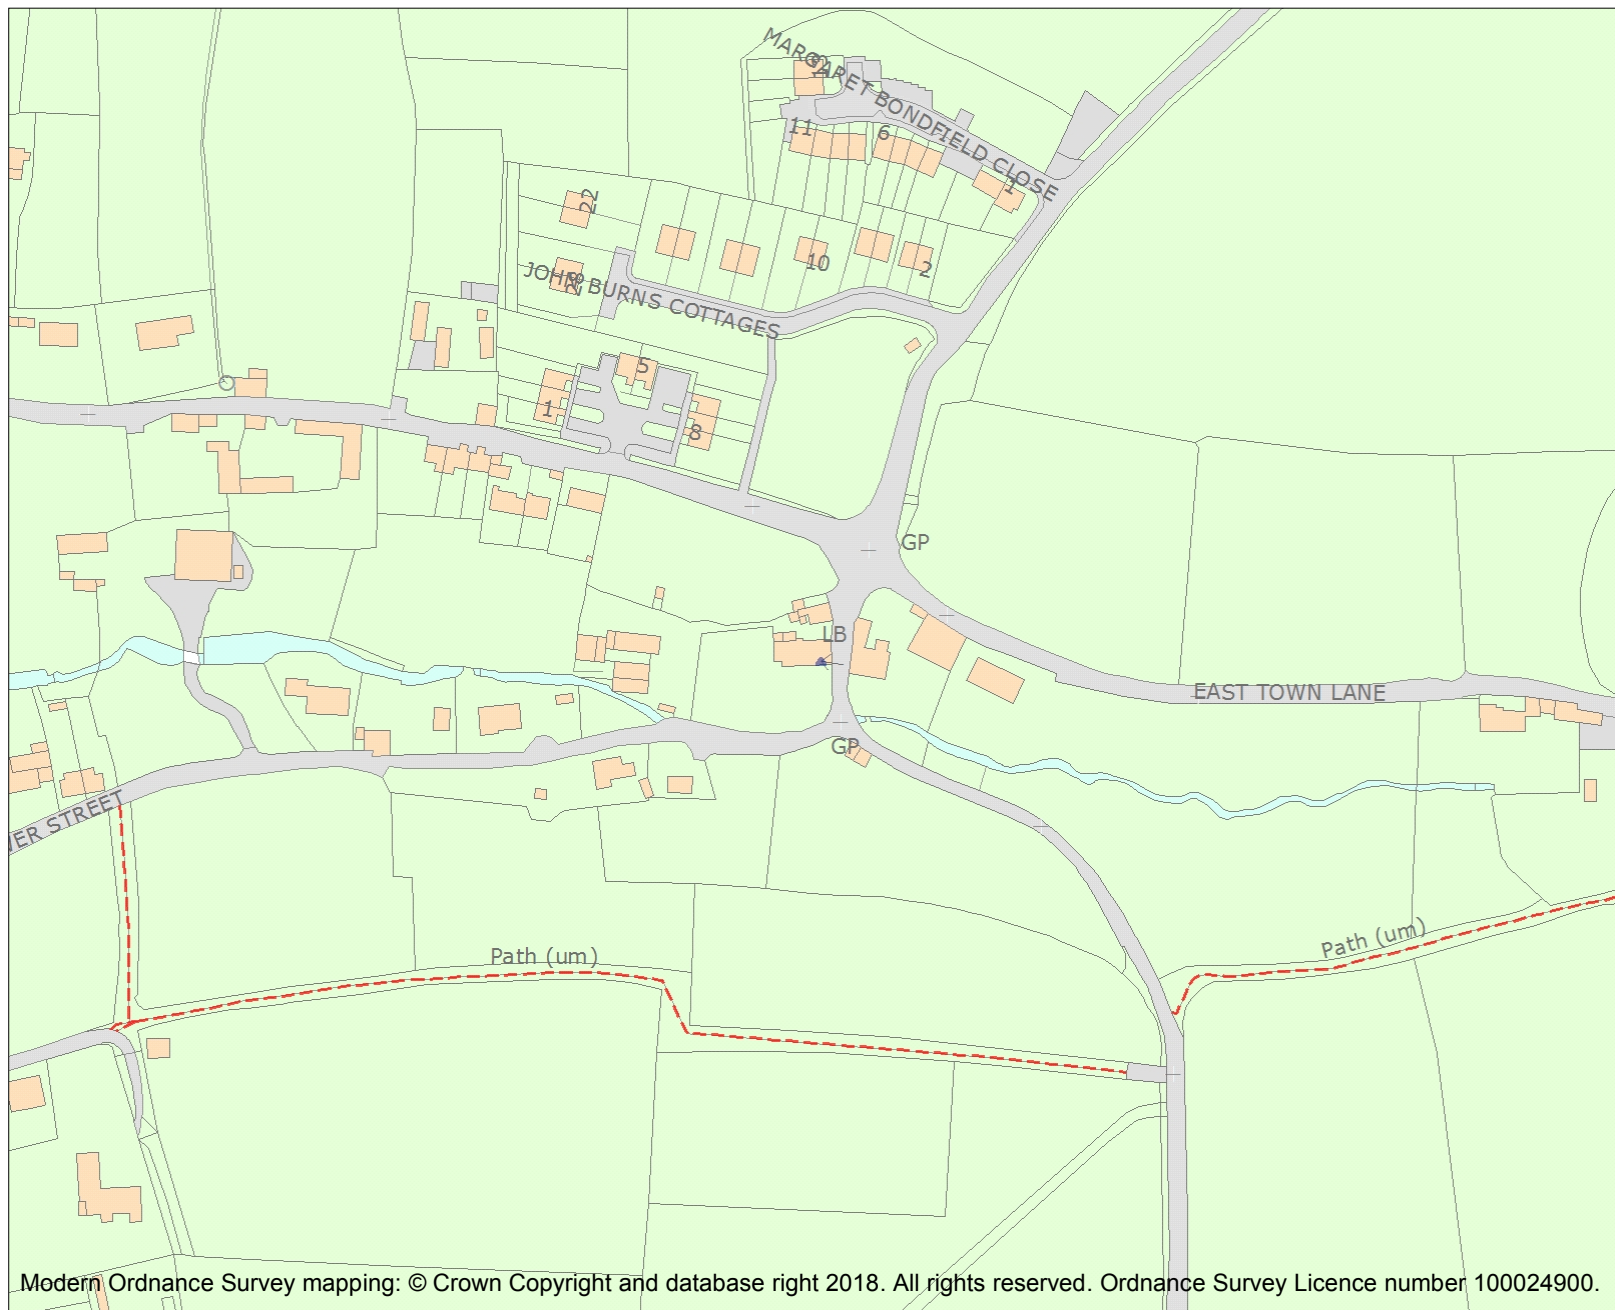 MARGARET BONDFIELD CLOSE
11
6
1
22
JOHN BURNS COTTAGES
10
2
5
1
8
GP
LB
EAST TOWN LANE
GP
Path (um)
Path (um)
Modern Ordnance Survey mapping: © Crown Copyright and database right 2018. All rights reserved. Ordnance Survey Licence number 100024900.